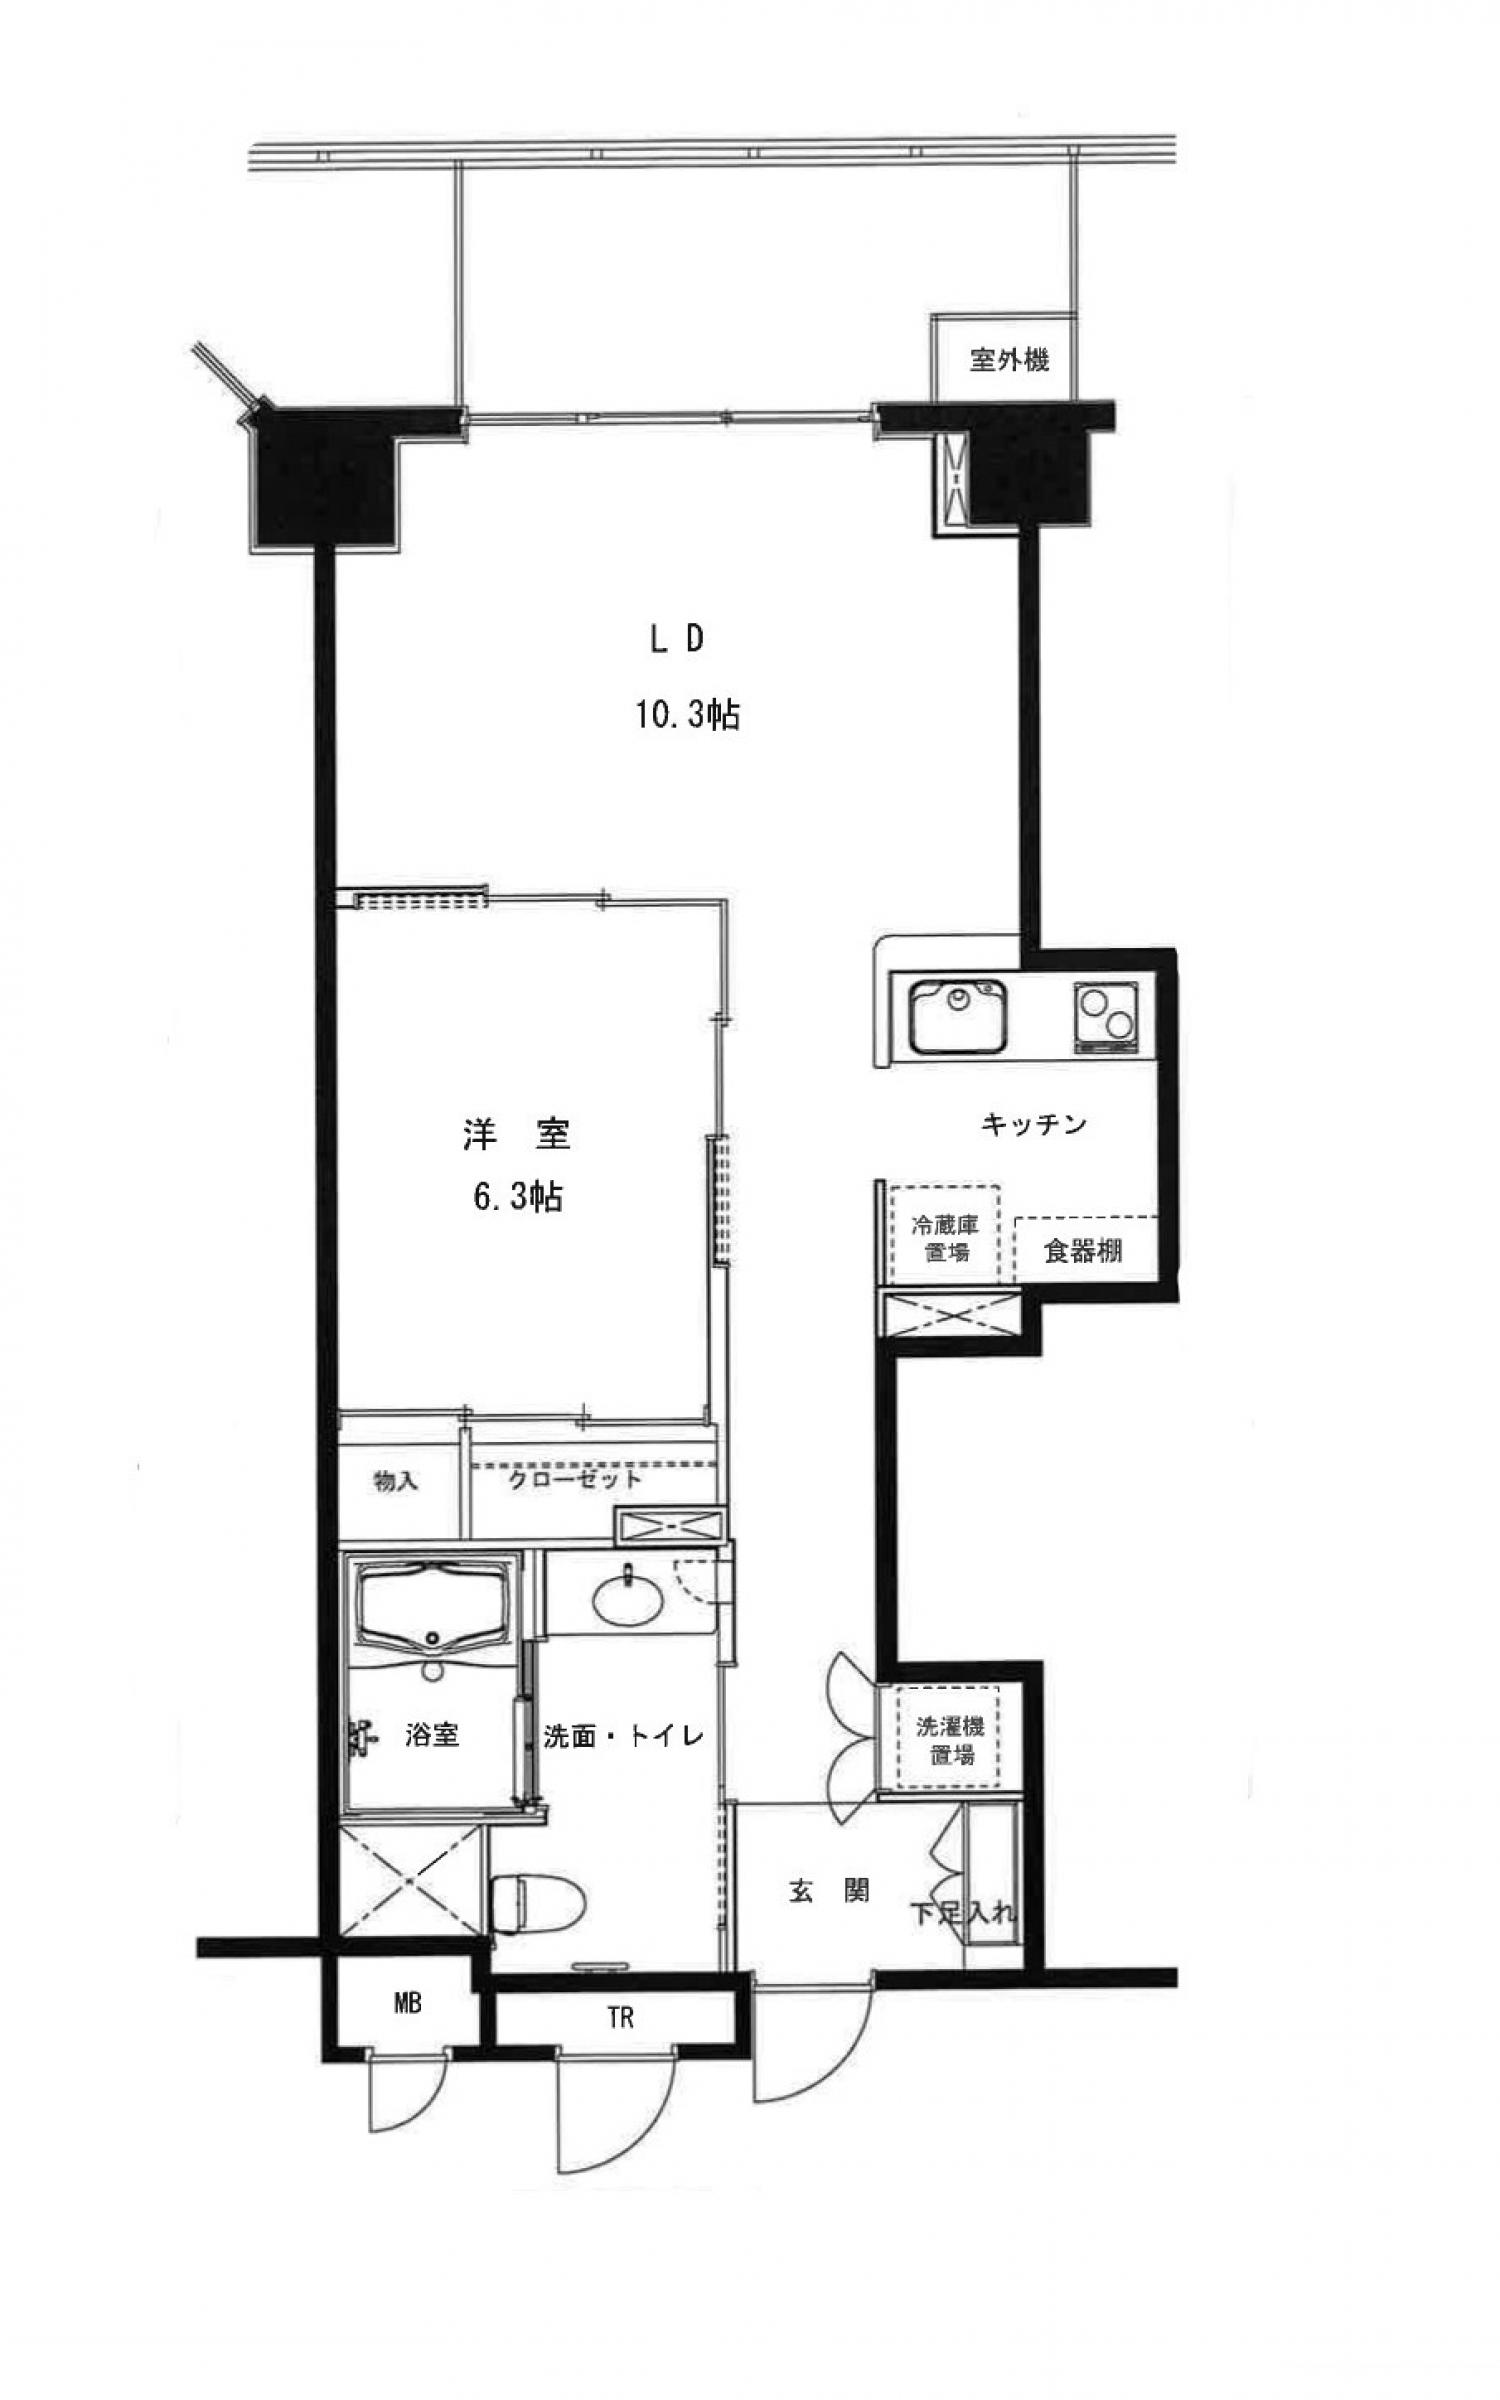 室外機
L D
10.3帖
洋 室
6.3帖
キッチン
冷蔵庫
置場
食器棚
物入
クローゼット
浴室
洗面・トイレ
洗濯機
置場
玄 関
下足入れ
MB
TR